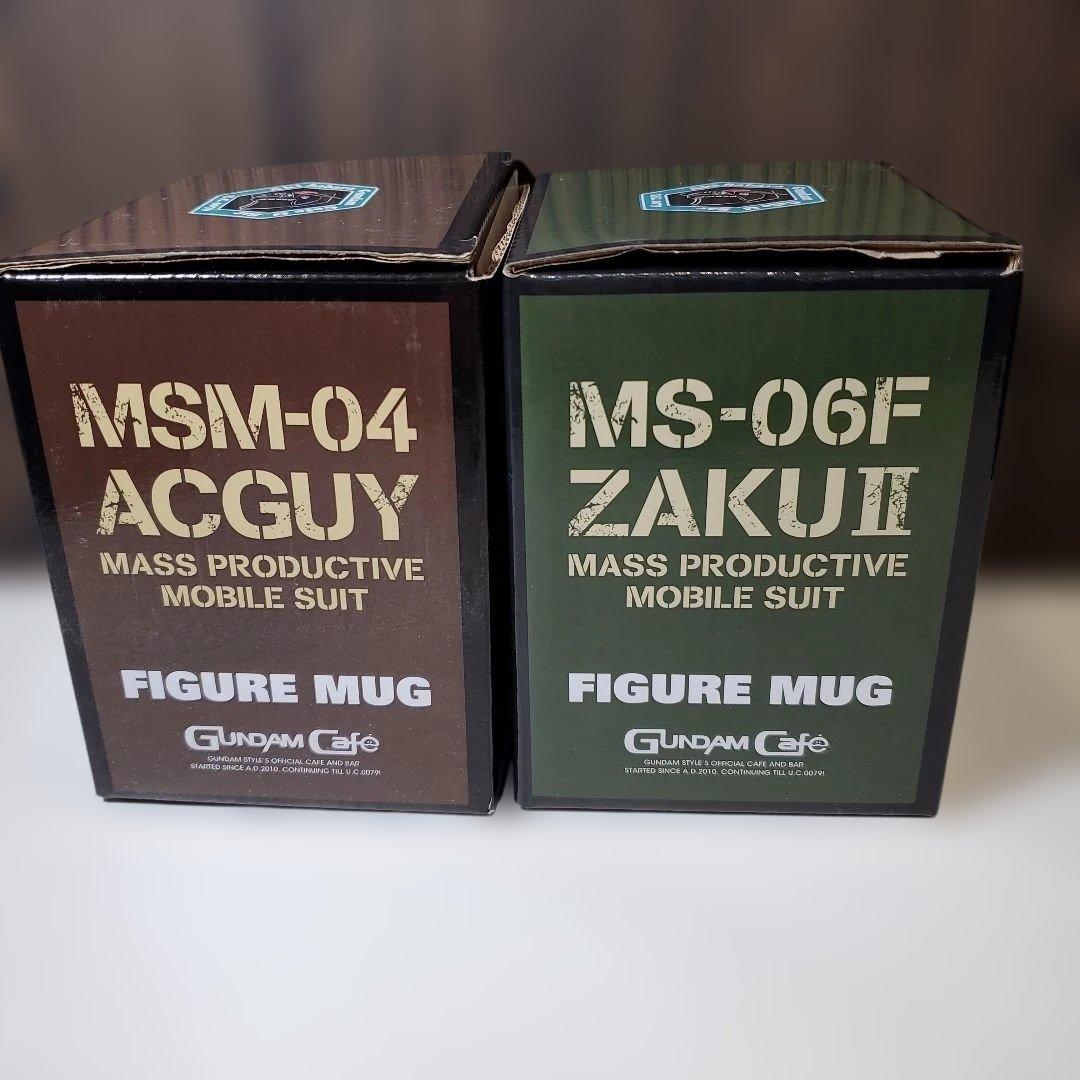 MSM-04
ACGUY
MASS PRODUCTIVE
MOBILE SUIT
FIGURE MUG
GUNDAM Café
GUNDAM STYLE'S OFFICIAL CAFE AND BAR
STARTED SINCE A.D.2010, CONTINUING TILL U.C.0079!
MS-06F
ZAKU II
MASS PRODUCTIVE
MOBILE SUIT
FIGURE MUG
GUNDAM Café
GUNDAM STYLE'S OFFICIAL CAFE AND BAR
STARTED SINCE A.D.2010, CONTINUING TILL U.C.0079!